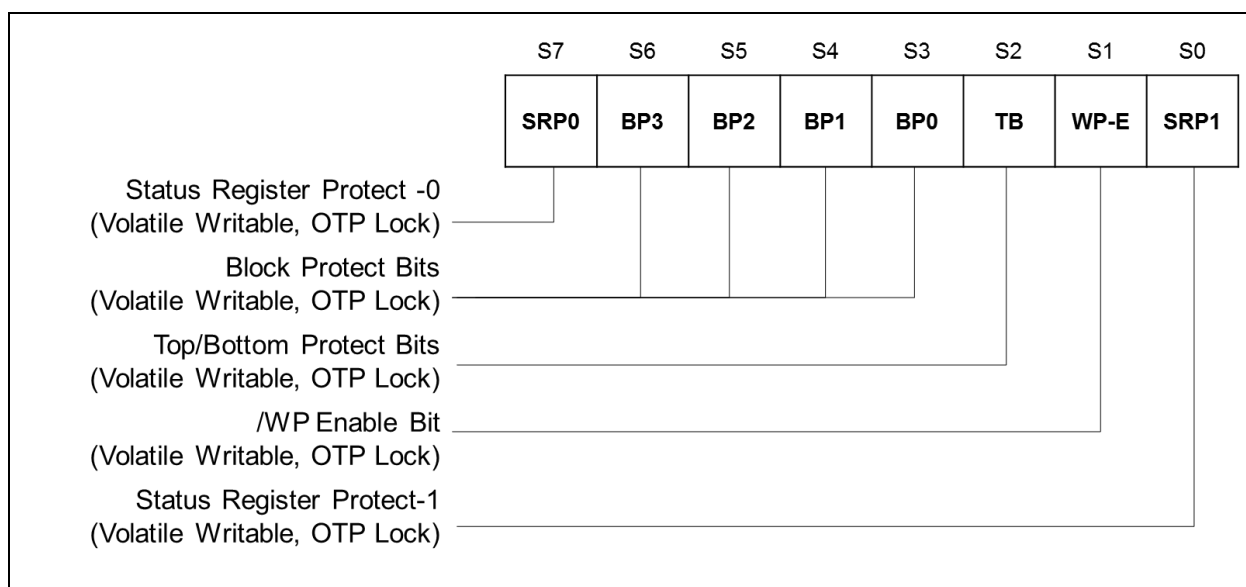 S7 S6 S5 S4 S3 S2 S1 S0
SRP0 BP3 BP2 BP1 BP0 TB WP-E SRP1
Status Register Protect -0
(Volatile Writable, OTP Lock)
Block Protect Bits
(Volatile Writable, OTP Lock)
Top/Bottom Protect Bits
(Volatile Writable, OTP Lock)
/WP Enable Bit
(Volatile Writable, OTP Lock)
Status Register Protect-1
(Volatile Writable, OTP Lock)